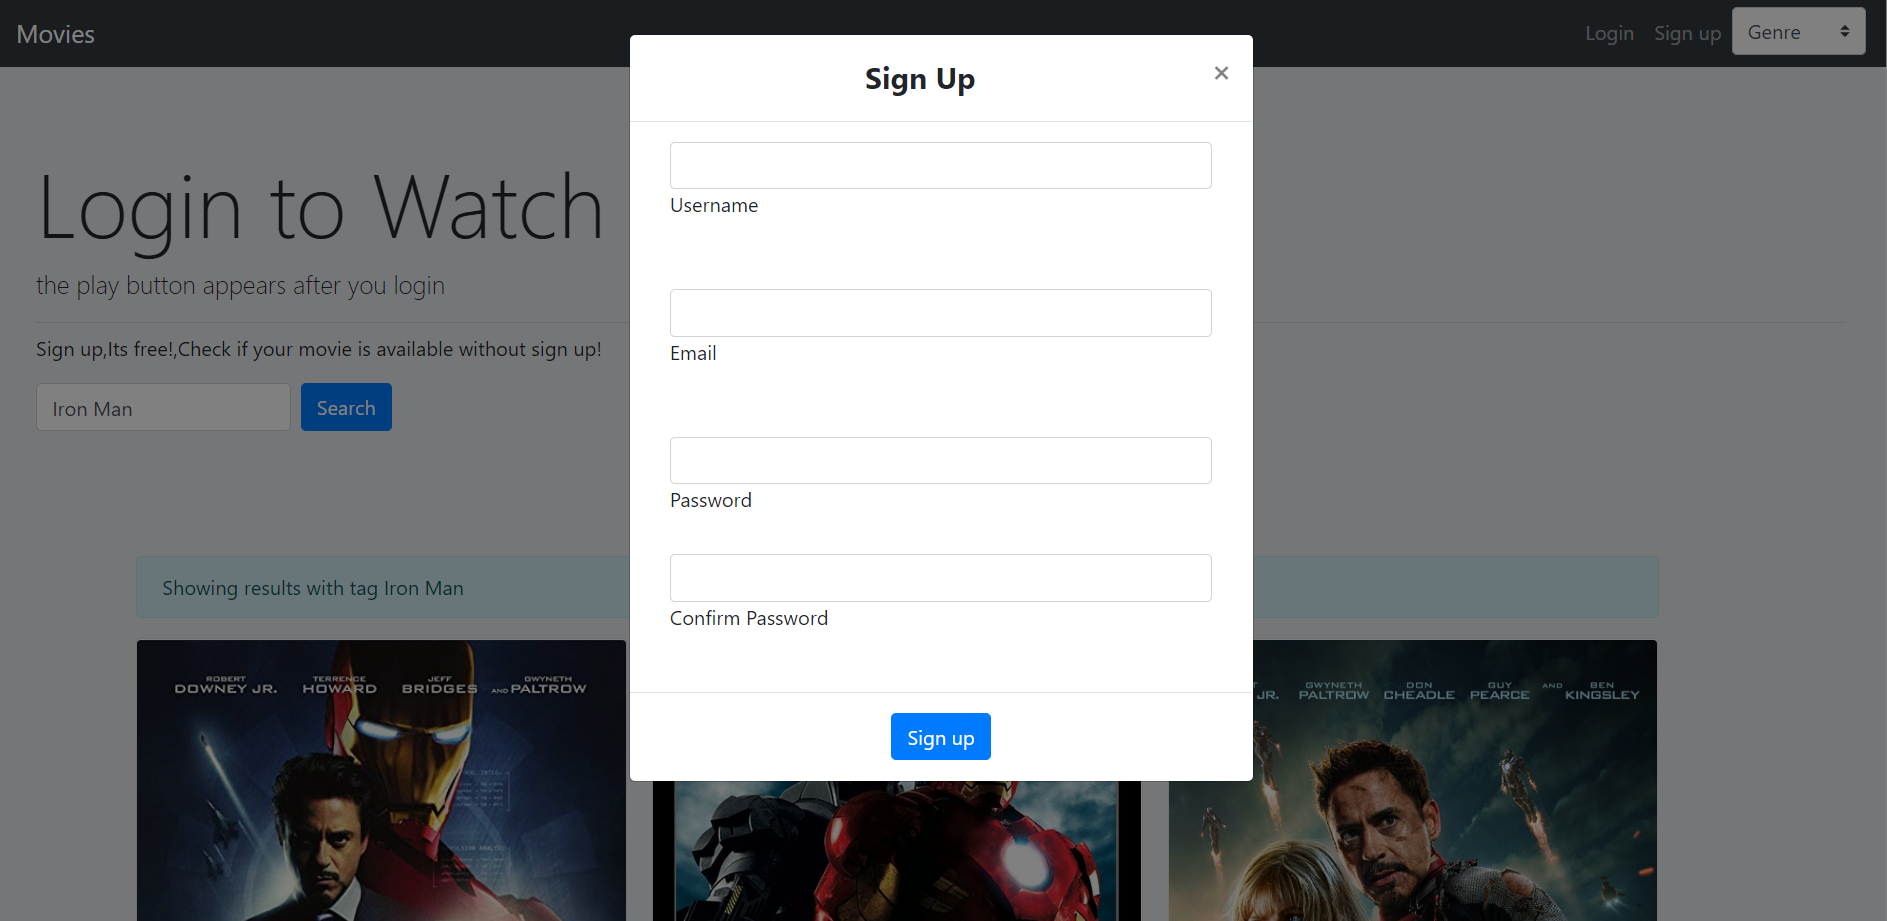 Movies
Login
Sign up
Genre
Sign Up
×
Username
Email
Password
Confirm Password
Sign up
Login to Watch
the play button appears after you login
Sign up,Its free!,Check if your movie is available without sign up!
Iron Man
Search
Showing results with tag Iron Man
ROBERT DOWNEY JR. TERRENCE HOWARD JEFF BRIDGES AND GWYNETH PALTROW
JR. GWYNETH PALTROW DON CHEADLE GUY PEARCE AND BEN KINGSLEY